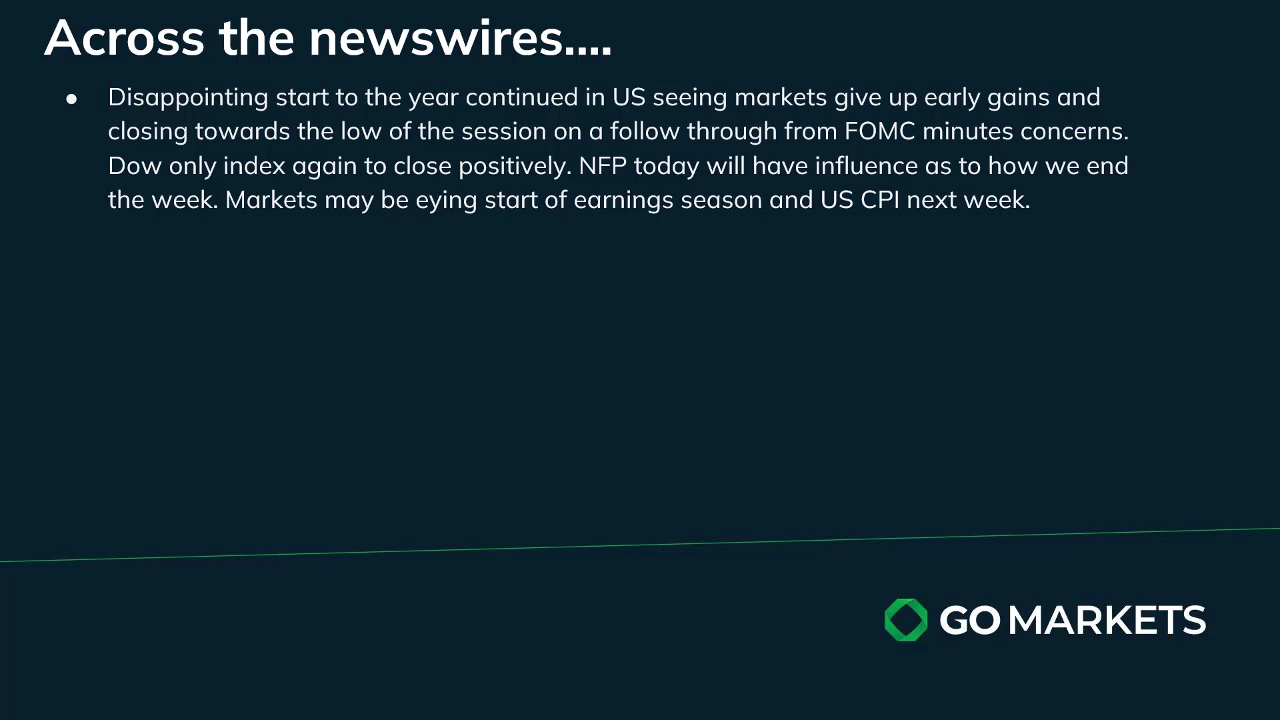 Across the newswires....
● Disappointing start to the year continued in US seeing markets give up early gains and
closing towards the low of the session on a follow through from FOMC minutes concerns.
Dow only index again to close positively. NFP today will have influence as to how we end
the week. Markets may be eying start of earnings season and US CPI next week.
GO MARKETS